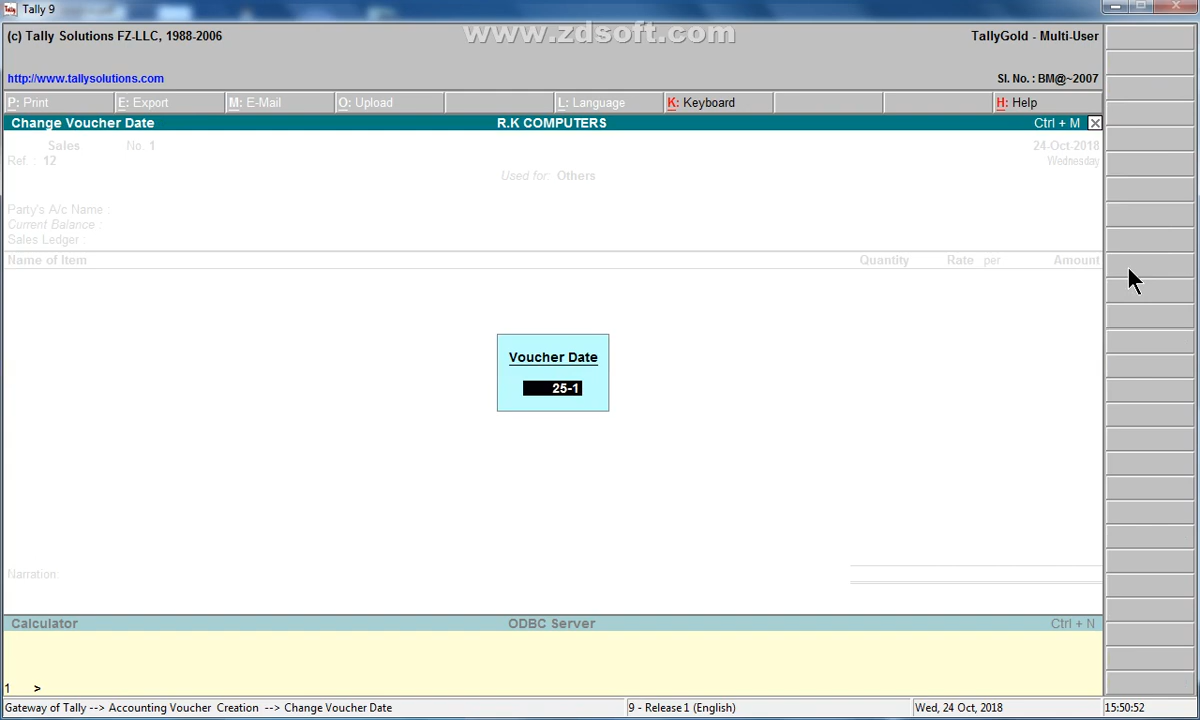 Tally 9
www.zdsoft.com
(c) Tally Solutions FZ-LLC, 1988-2006
TallyGold - Multi-User
http://www.tallysolutions.com
Sl. No. : BM@~2007
P: Print
E: Export
M: E-Mail
O: Upload
L: Language
K: Keyboard
H: Help
Change Voucher Date
R.K COMPUTERS
Ctrl + M
Sales No. 1
24-Oct-2018
Ref. : 12
Wednesday
Used for: Others
Party's A/c Name :
Current Balance :
Sales Ledger :
Name of Item
Quantity
Rate per
Amount
Voucher Date
25-1
Narration:
Calculator
ODBC Server
Ctrl + N
1 >
Gateway of Tally --> Accounting Voucher Creation --> Change Voucher Date
9 - Release 1 (English)
Wed, 24 Oct, 2018
15:50:52